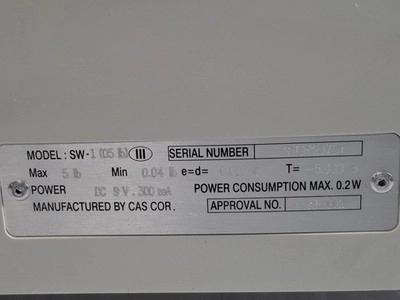 MODEL : SW-1 (05 lb) III SERIAL NUMBER
Max 5 lb Min 0.04 lb e=d= T=
POWER DC 9 V. 300 mA POWER CONSUMPTION MAX. 0.2 W
MANUFACTURED BY CAS COR. APPROVAL NO.